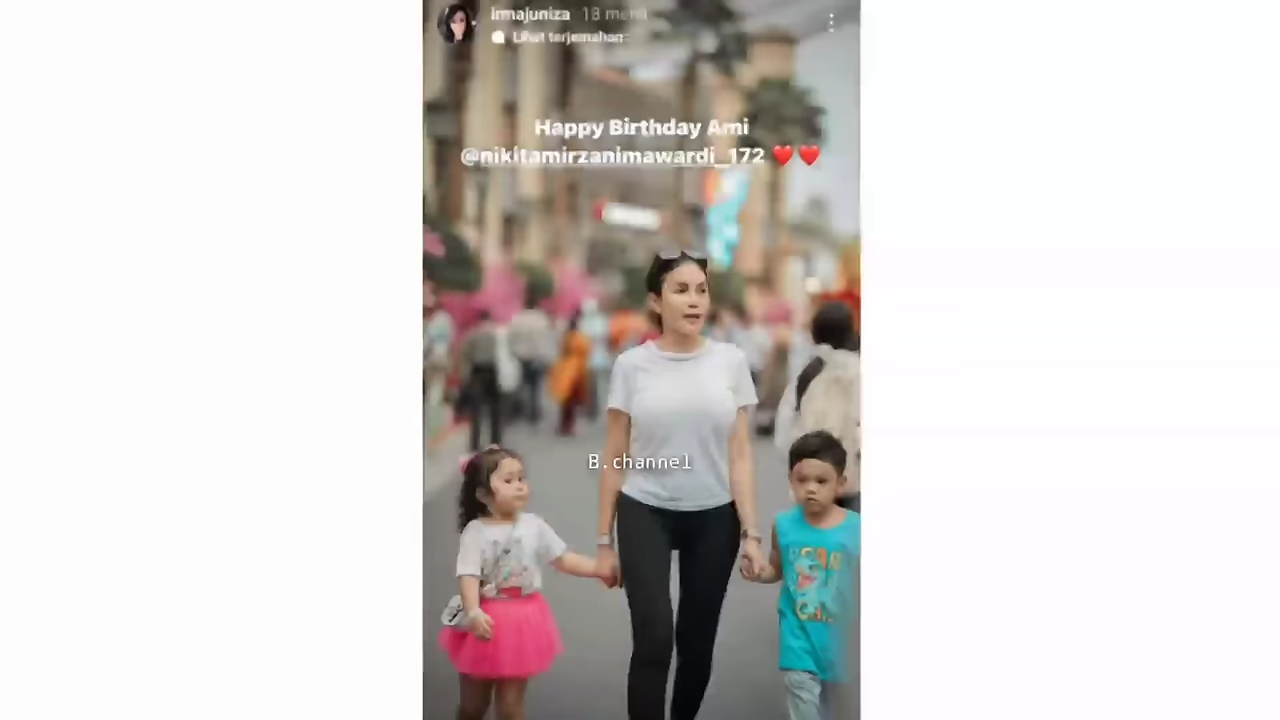 irmajuniza 18 menit
Lihat terjemahan
Happy Birthday Ami
@nikitamirzanimawardi_172 ❤️❤️
B.channel